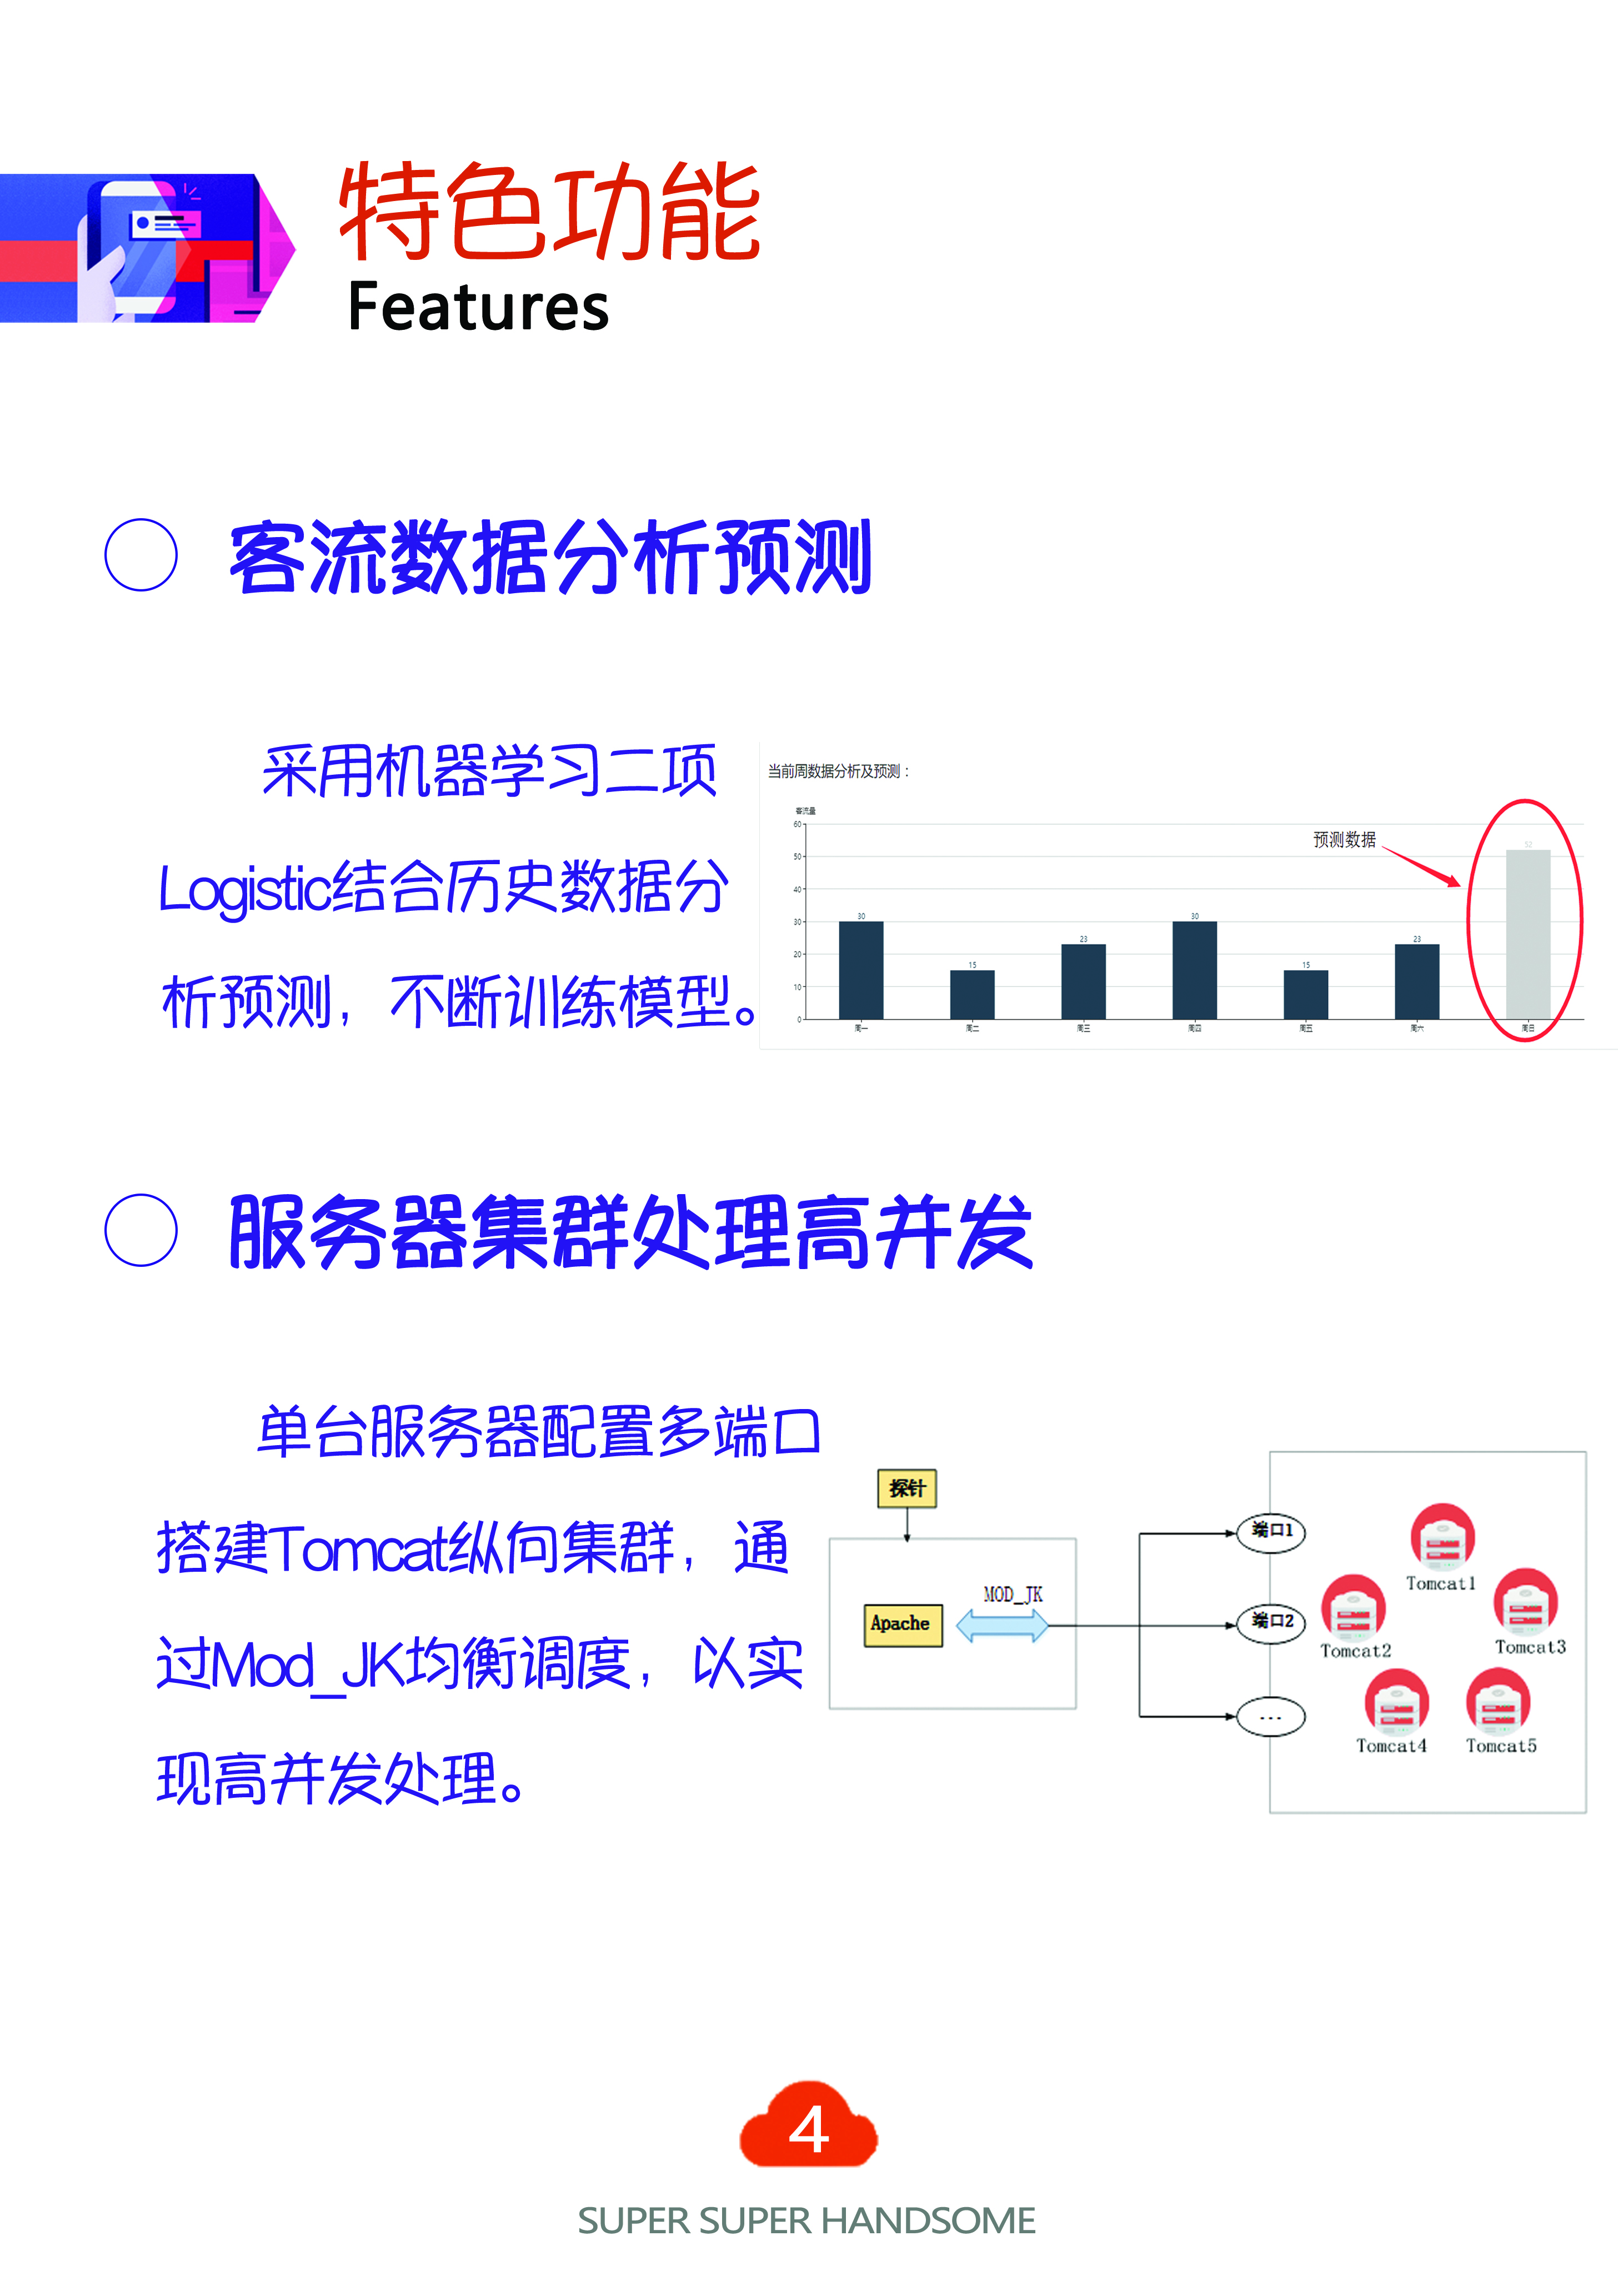 特色功能
Features
客流数据分析预测
采用机器学习二项
Logistic结合历史数据分
析预测，不断训练模型。
当前周数据分析及预测：
客流量
60
50
40
30
20
10
0
30
15
23
30
15
23
52
预测数据
周一
周二
周三
周四
周五
周六
周日
服务器集群处理高并发
单台服务器配置多端口
搭建Tomcat纵向集群，通
过Mod_JK均衡调度，以实
现高并发处理。
探针
Apache
MOD_JK
端口1
端口2
...
Tomcat1
Tomcat2
Tomcat3
Tomcat4
Tomcat5
4
SUPER SUPER HANDSOME